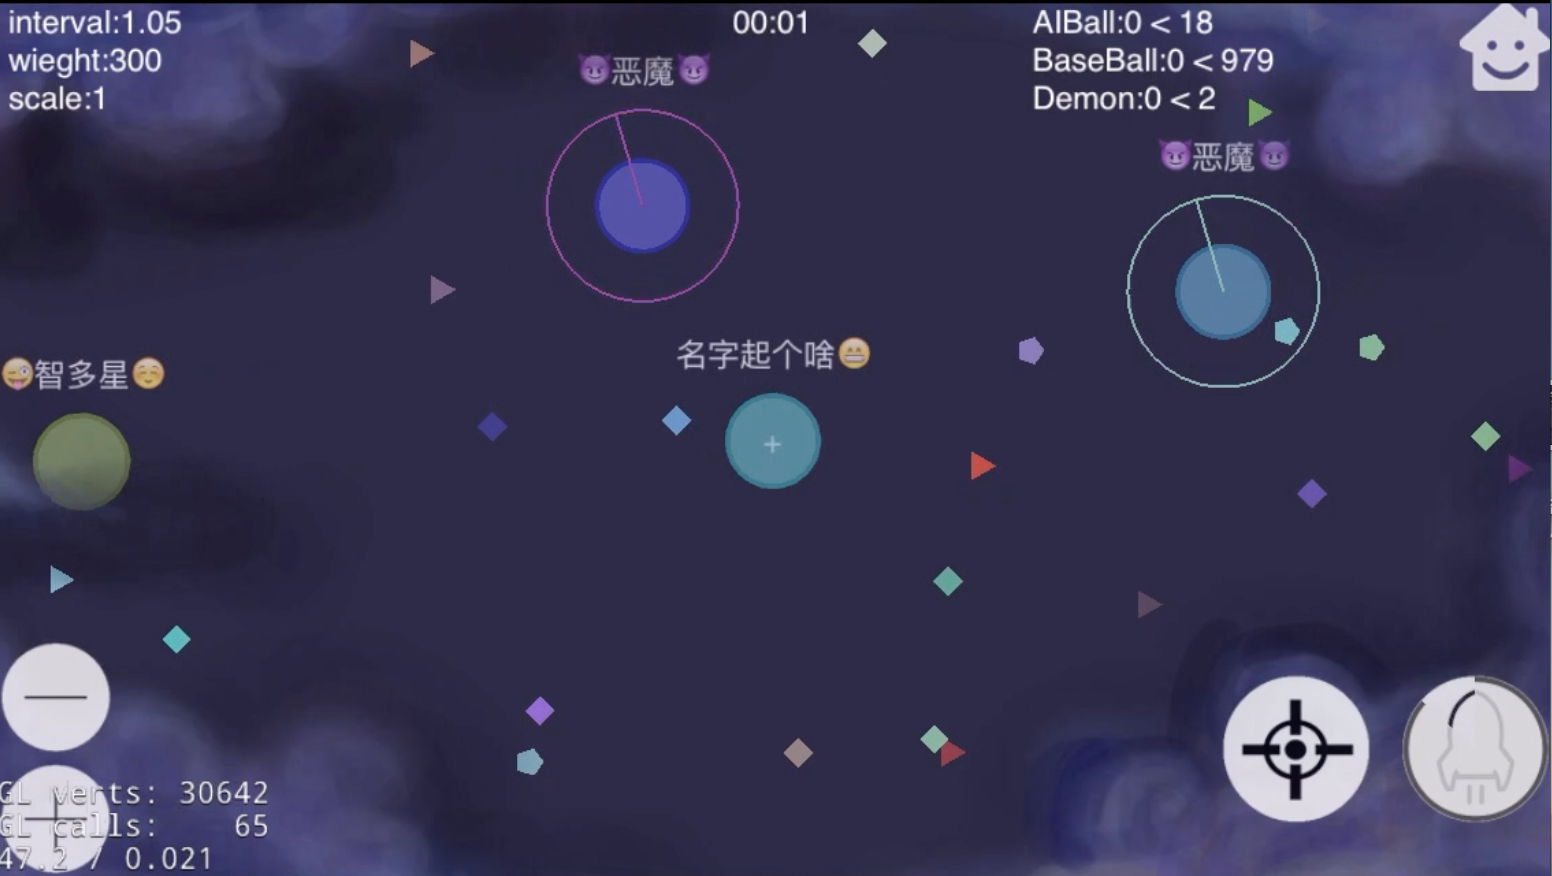 interval:1.05
wieght:300
scale:1
00:01
AIBall:0 < 18
BaseBall:0 < 979
Demon:0 < 2
😈恶魔😈
😈恶魔😈
😜智多星☺️
名字起个啥😄
GL verts: 30642
GL calls: 65
47.2 / 0.021